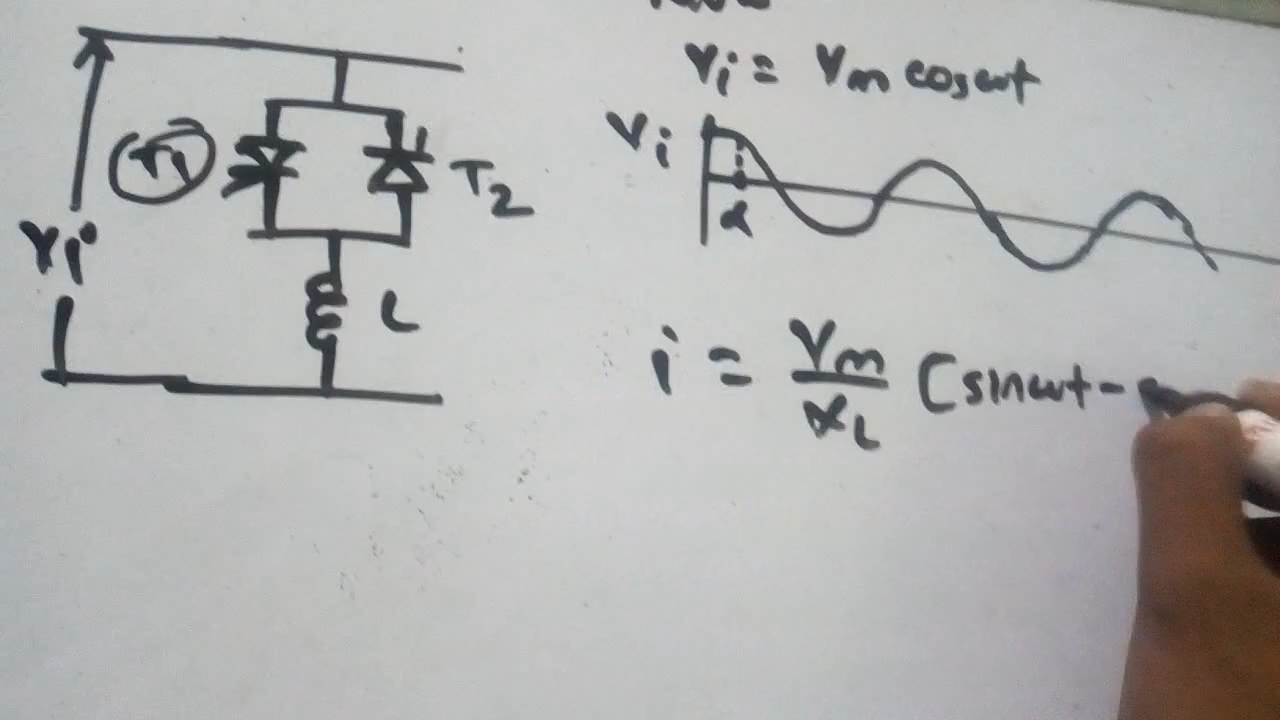 vi = Vm cosωt
vi
α
T1
T2
vi
L
i = Vm/XL [sinωt -